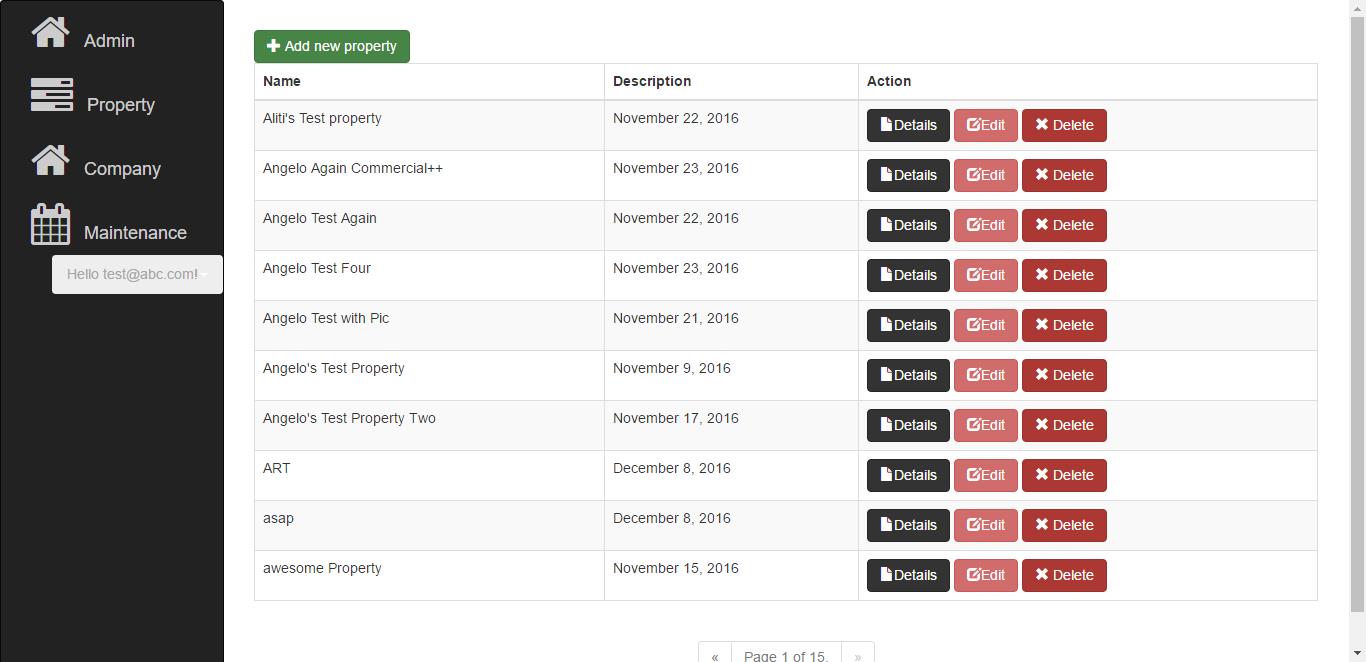 Admin
Property
Company
Maintenance
Hello test@abc.com!
Add new property
Name Description Action
Aliti's Test property November 22, 2016 Details Edit Delete
Angelo Again Commercial++ November 23, 2016 Details Edit Delete
Angelo Test Again November 22, 2016 Details Edit Delete
Angelo Test Four November 23, 2016 Details Edit Delete
Angelo Test with Pic November 21, 2016 Details Edit Delete
Angelo's Test Property November 9, 2016 Details Edit Delete
Angelo's Test Property Two November 17, 2016 Details Edit Delete
ART December 8, 2016 Details Edit Delete
asap December 8, 2016 Details Edit Delete
awesome Property November 15, 2016 Details Edit Delete
« Page 1 of 15. »